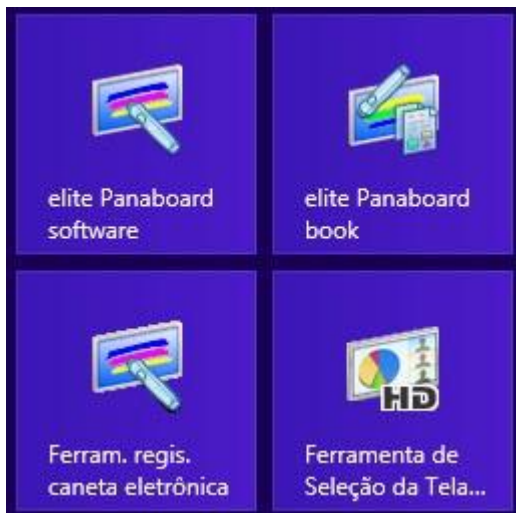 elite Panaboard
software
elite Panaboard
book
Ferram. regis.
caneta eletrônica
HD
Ferramenta de
Seleção da Tela...